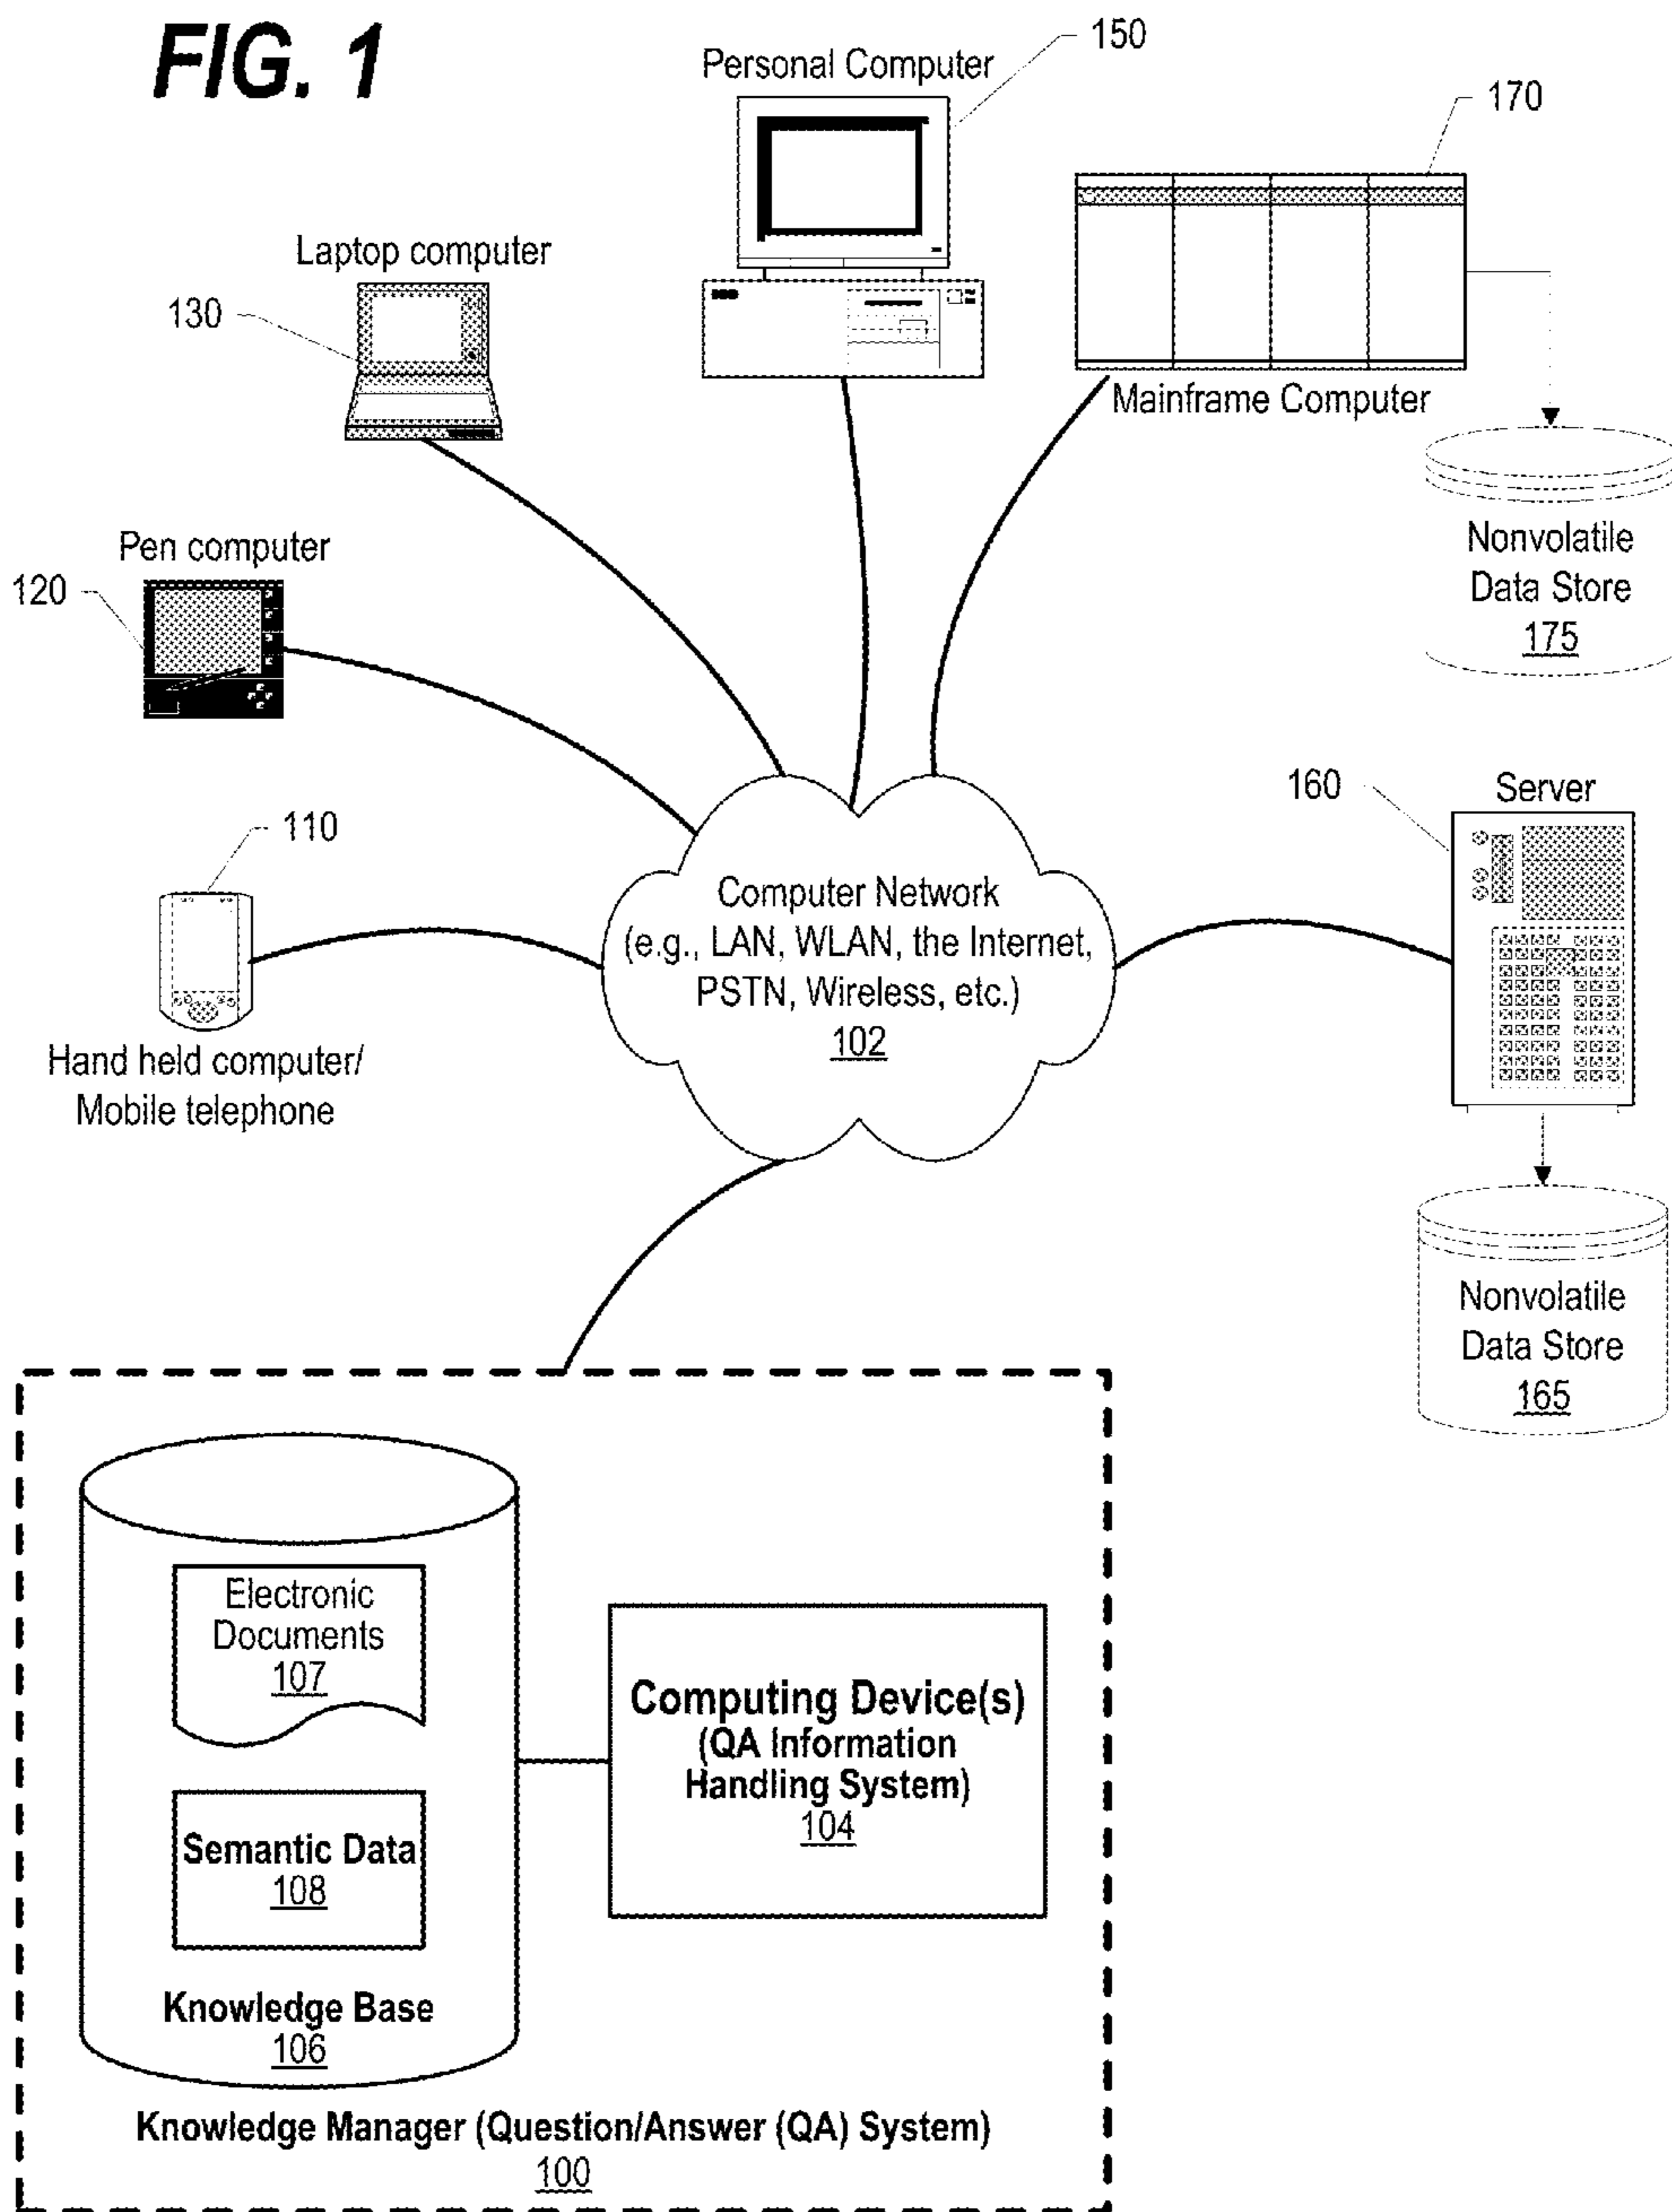 FIG. 1
Personal Computer
150
170
Laptop computer
130
Mainframe Computer
Nonvolatile
Data Store
175
Pen computer
120
110
Hand held computer/
Mobile telephone
Computer Network
(e.g., LAN, WLAN, the Internet,
PSTN, Wireless, etc.)
102
160
Server
Nonvolatile
Data Store
165
Electronic
Documents
107
Semantic Data
108
Knowledge Base
106
Computing Device(s)
(QA Information
Handling System)
104
Knowledge Manager (Question/Answer (QA) System)
100